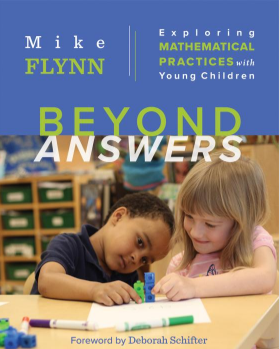 Mike
FLYNN
Exploring
MATHEMATICAL
PRACTICES with
Young Children
BEYOND
ANSWERS
Foreword by Deborah Schifter